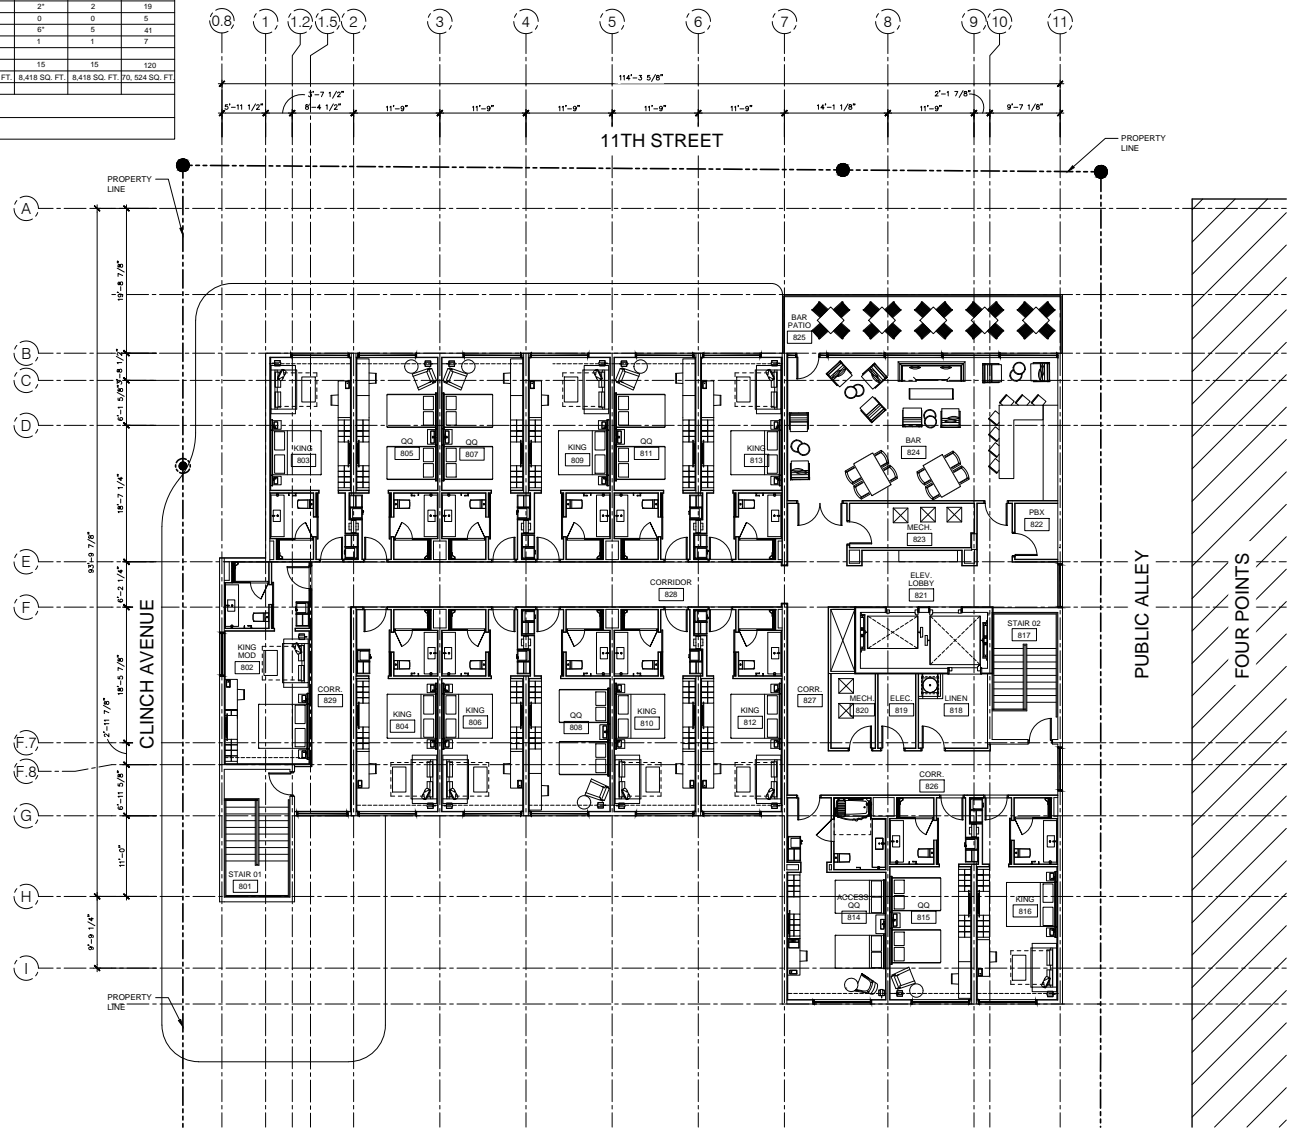 2* 2 19
0 0 5
6* 5 41
1 1 7
15 15 120
FT. 8,418 SQ. FT. 8,418 SQ. FT. 70, 524 SQ. FT.
0.8 1 1.2 1.5 2 3 4 5 6 7 8 9 10 11
114'-3 5/8"
3'-7 1/2" 2'-1 7/8"
5'-11 1/2" 8'-4 1/2" 11'-9" 11'-9" 11'-9" 11'-9" 11'-9" 14'-1 1/8" 11'-9" 9'-7 1/8"
11TH STREET
PROPERTY
LINE
PROPERTY
LINE
A
B
C
D
E
F
F.7
F.8
G
H
I
19'-8 7/8"
3'-8 1/2"
6'-1 5/8"
18'-7 1/4"
93'-9 7/8"
6'-2 1/4"
18'-5 7/8"
2'-11 7/8"
6'-11 5/8"
11'-0"
9'-9 1/4"
CLINCH AVENUE
PUBLIC ALLEY
FOUR POINTS
BAR
PATIO
825
BAR
824
KING
803
QQ
805
QQ
807
KING
809
QQ
811
KING
813
MECH.
823
PBX
822
CORRIDOR
828
ELEV.
LOBBY
821
STAIR 02
817
KING
MOD
802
CORR.
829
KING
804
KING
806
QQ
808
KING
810
KING
812
CORR.
827
MECH.
820
ELEC.
819
LINEN
818
CORR.
826
STAIR 01
801
ACCESS.
QQ
814
QQ
815
KING
816
PROPERTY
LINE